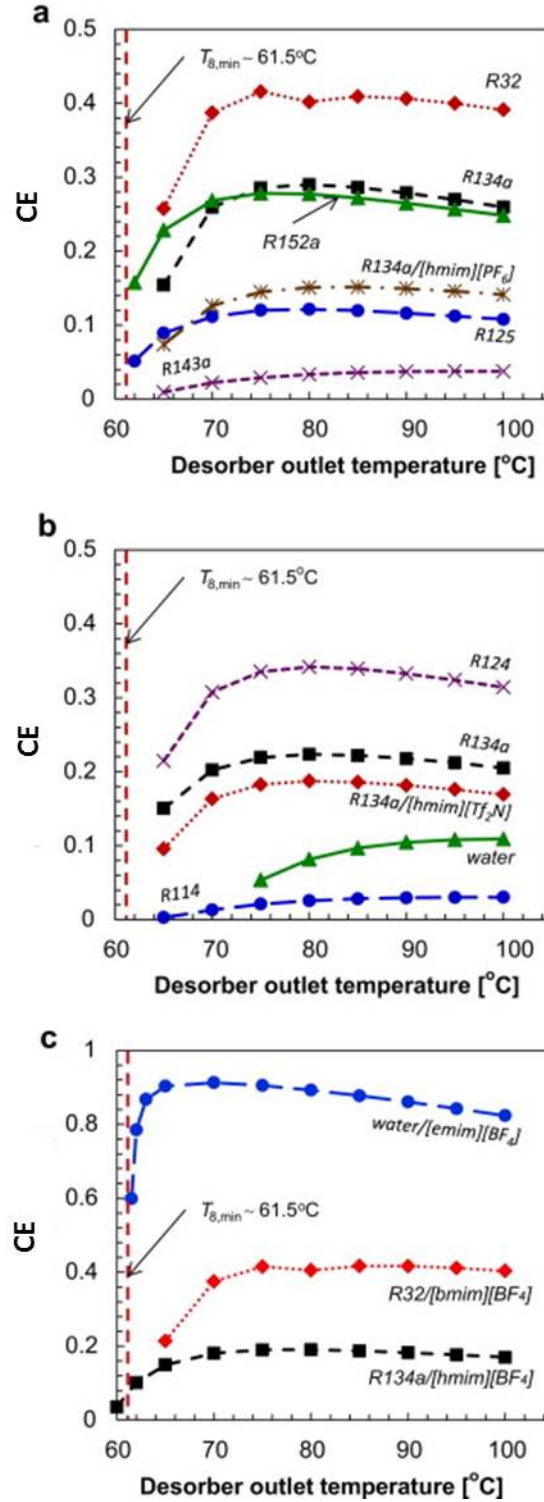 a
0.5
T8,min ~ 61.5°C
R32
0.4
CE
0.3
R134a
R152a
0.2
R134a/[hmim][PF6]
0.1
R125
R143a
0
60 70 80 90 100
Desorber outlet temperature [°C]
b
0.5
T8,min ~ 61.5°C
0.4
R124
CE
0.3
R134a
0.2
R134a/[hmim][Tf2N]
0.1
water
R114
0
60 70 80 90 100
Desorber outlet temperature [°C]
c
1
0.8
water/[emim][BF4]
0.6
CE
T8,min ~ 61.5°C
0.4
R32/[bmim][BF4]
0.2
R134a/[hmim][BF4]
0
60 70 80 90 100
Desorber outlet temperature [°C]